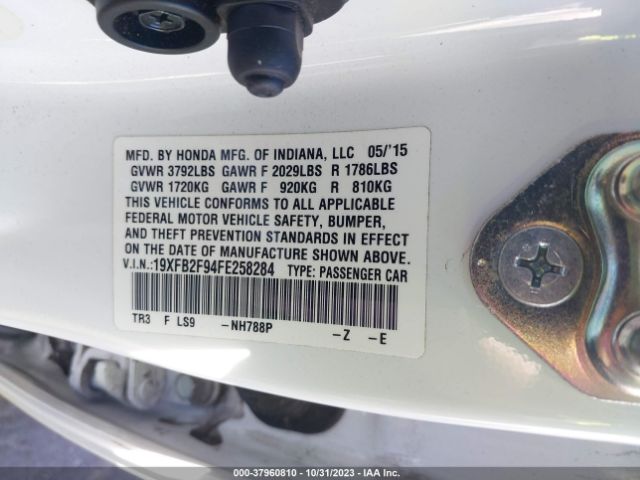 MFD. BY HONDA MFG. OF INDIANA, LLC 05/'15
GVWR 3792LBS GAWR F 2029LBS R 1786LBS
GVWR 1720KG GAWR F 920KG R 810KG
THIS VEHICLE CONFORMS TO ALL APPLICABLE
FEDERAL MOTOR VEHICLE SAFETY, BUMPER,
AND THEFT PREVENTION STANDARDS IN EFFECT
ON THE DATE OF MANUFACTURE SHOWN ABOVE.
V.I.N.:19XFB2F94FE258284 TYPE: PASSENGER CAR
TR3 F LS9 -NH788P -Z -E
000-37960810 - 10/31/2023 - IAA Inc.